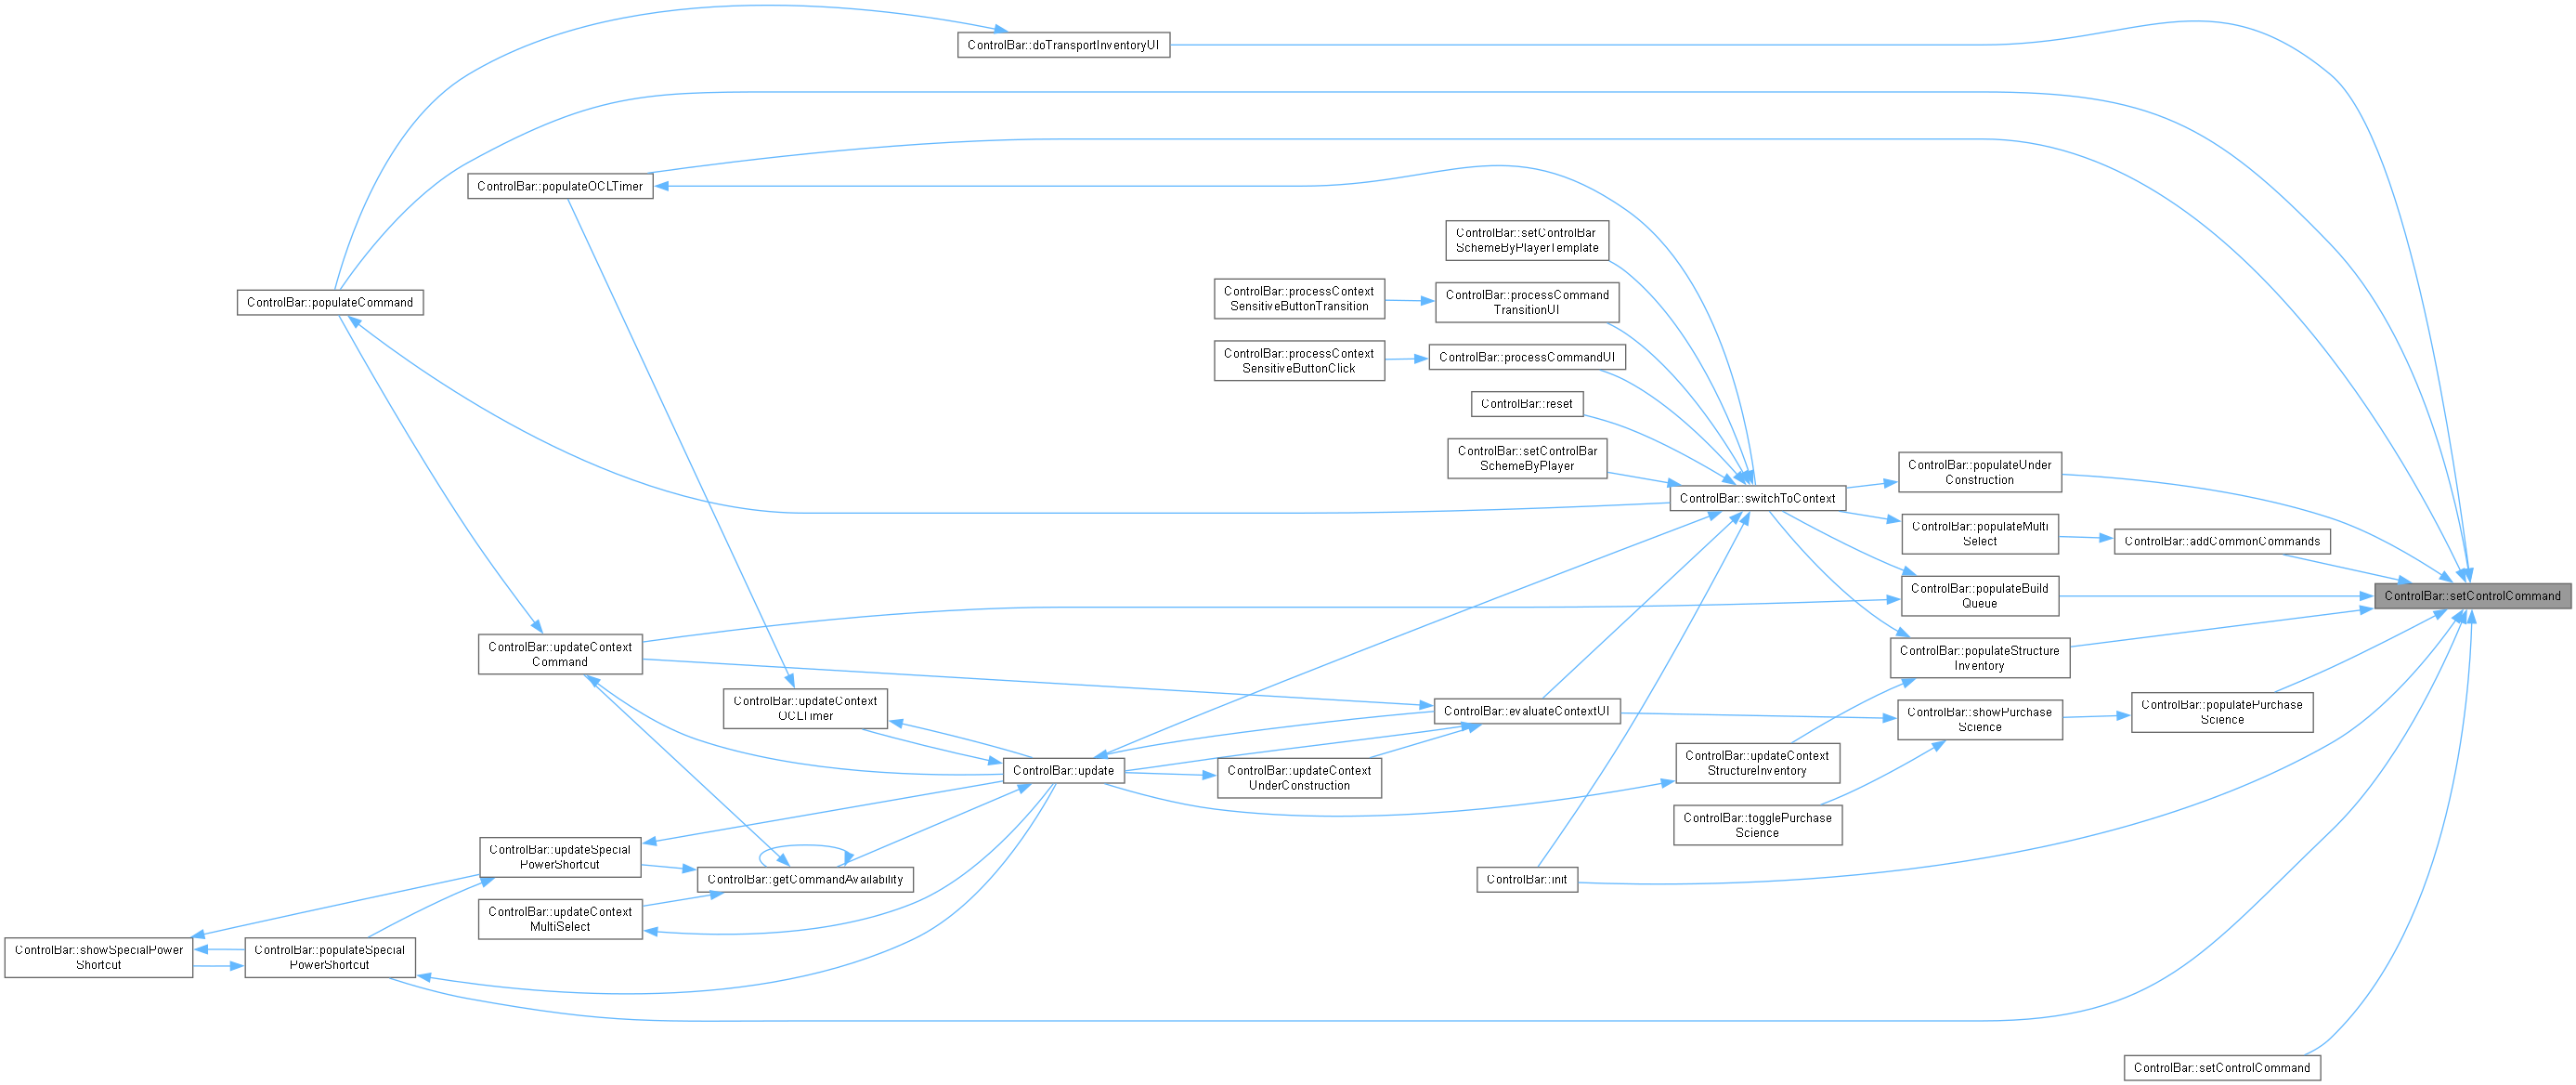 ControlBar::doTransportInventoryUI
ControlBar::populateOCLTimer
ControlBar::setControlBar
SchemeByPlayerTemplate
ControlBar::processContext
SensitiveButtonTransition
ControlBar::processCommand
TransitionUI
ControlBar::populateCommand
ControlBar::processContext
SensitiveButtonClick
ControlBar::processCommandUI
ControlBar::reset
ControlBar::setControlBar
SchemeByPlayer
ControlBar::populateUnder
Construction
ControlBar::switchToContext
ControlBar::populateMulti
Select
ControlBar::addCommonCommands
ControlBar::populateBuild
Queue
ControlBar::setControlCommand
ControlBar::updateContext
Command
ControlBar::populateStructure
Inventory
ControlBar::updateContext
OCLTimer
ControlBar::evaluateContextUI
ControlBar::showPurchase
Science
ControlBar::populatePurchase
Science
ControlBar::update
ControlBar::updateContext
UnderConstruction
ControlBar::updateContext
StructureInventory
ControlBar::togglePurchase
Science
ControlBar::updateSpecial
PowerShortcut
ControlBar::getCommandAvailability
ControlBar::init
ControlBar::updateContext
MultiSelect
ControlBar::showSpecialPower
Shortcut
ControlBar::populateSpecial
PowerShortcut
ControlBar::setControlCommand